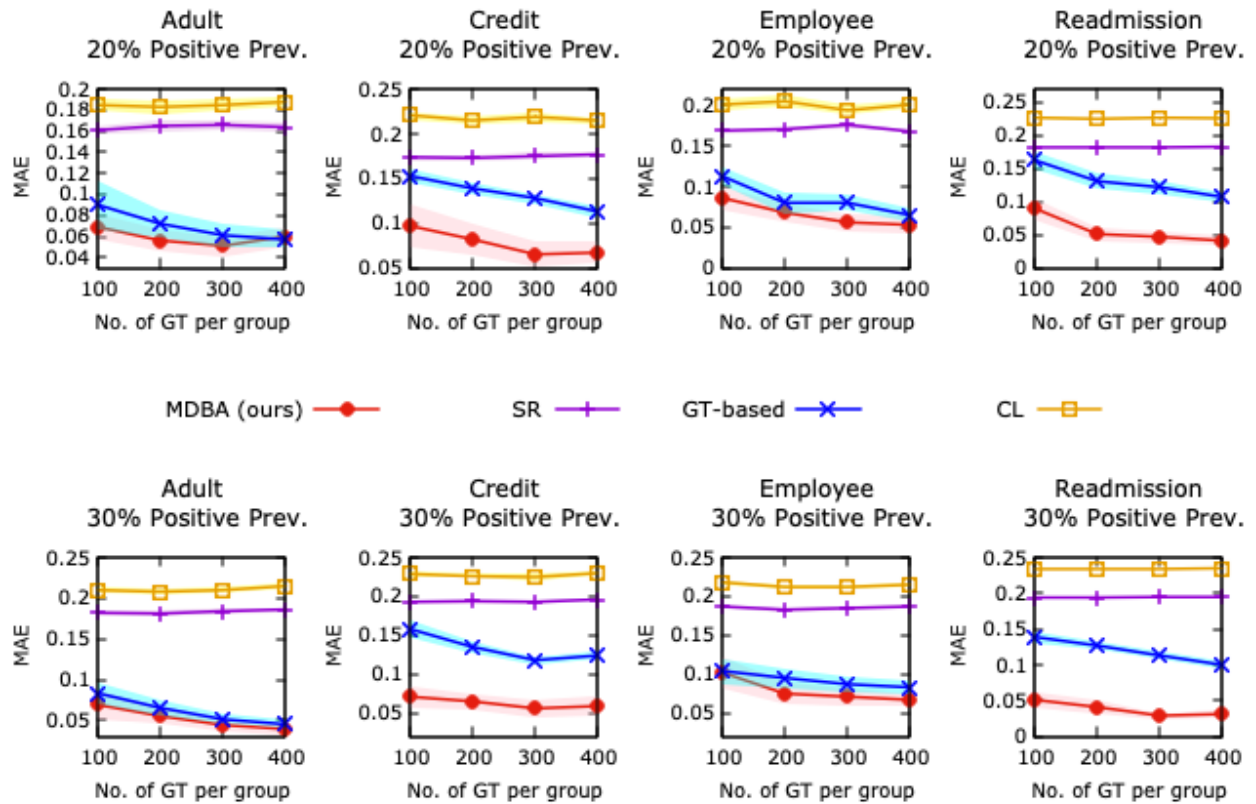 Adult
20% Positive Prev.
Credit
20% Positive Prev.
Employee
20% Positive Prev.
Readmission
20% Positive Prev.
MAE
0.2
0.18
0.16
0.14
0.12
0.1
0.08
0.06
0.04
100 200 300 400
No. of GT per group
MAE
0.25
0.2
0.15
0.1
0.05
100 200 300 400
No. of GT per group
MAE
0.2
0.15
0.1
0.05
0
100 200 300 400
No. of GT per group
MAE
0.25
0.2
0.15
0.1
0.05
0
100 200 300 400
No. of GT per group
MDBA (ours) SR GT-based CL
Adult
30% Positive Prev.
Credit
30% Positive Prev.
Employee
30% Positive Prev.
Readmission
30% Positive Prev.
MAE
0.25
0.2
0.15
0.1
0.05
100 200 300 400
No. of GT per group
MAE
0.25
0.2
0.15
0.1
0.05
100 200 300 400
No. of GT per group
MAE
0.25
0.2
0.15
0.1
0.05
100 200 300 400
No. of GT per group
MAE
0.25
0.2
0.15
0.1
0.05
0
100 200 300 400
No. of GT per group